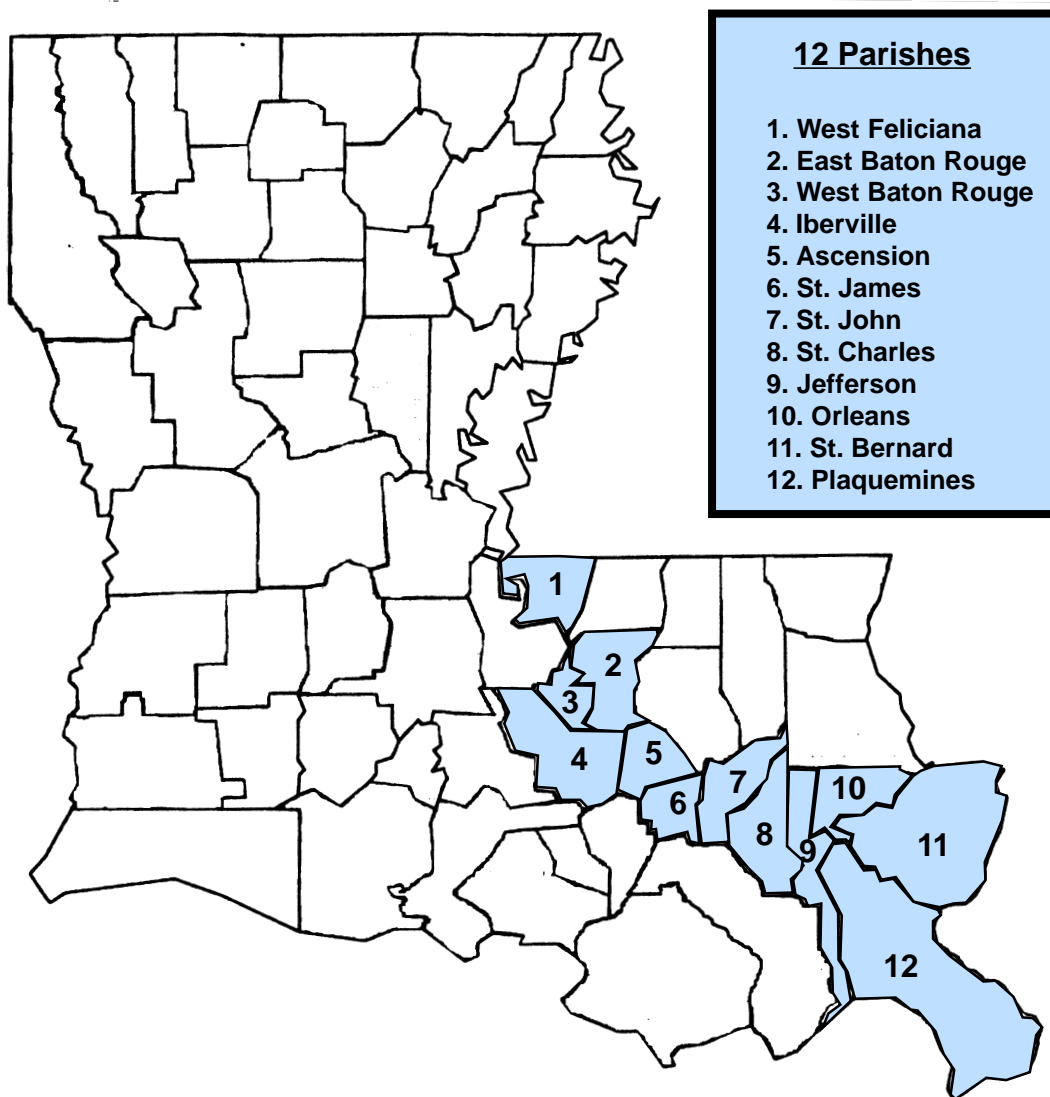 12 Parishes
1. West Feliciana
2. East Baton Rouge
3. West Baton Rouge
4. Iberville
5. Ascension
6. St. James
7. St. John
8. St. Charles
9. Jefferson
10. Orleans
11. St. Bernard
12. Plaquemines
1
2
3
4
5
6
7
8
9
10
11
12